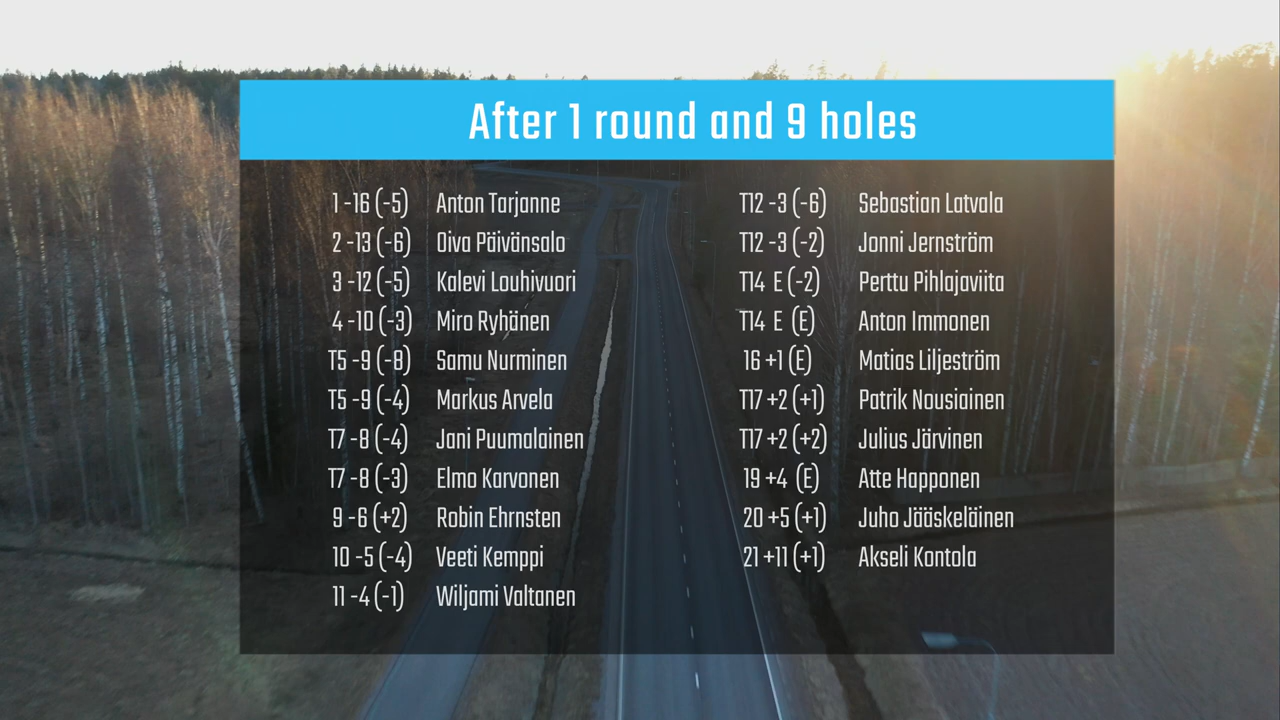 After 1 round and 9 holes
1 -16 (-5) Anton Tarjanne
2 -13 (-6) Oiva Päivänsalo
3 -12 (-5) Kalevi Louhivuori
4 -10 (-3) Miro Ryhänen
T5 -9 (-8) Samu Nurminen
T5 -9 (-4) Markus Arvela
T7 -8 (-4) Jani Puumalainen
T7 -8 (-3) Elmo Karvonen
9 -6 (+2) Robin Ehrnsten
10 -5 (-4) Veeti Kemppi
11 -4 (-1) Wiljami Valtanen
T12 -3 (-6) Sebastian Latvala
T12 -3 (-2) Jonni Jernström
T14 E (-2) Perttu Pihlajaviita
T14 E (E) Anton Immonen
16 +1 (E) Matias Liljeström
T17 +2 (+1) Patrik Nousiainen
T17 +2 (+2) Julius Järvinen
19 +4 (E) Atte Happonen
20 +5 (+1) Juho Jääskeläinen
21 +11 (+1) Akseli Kontola